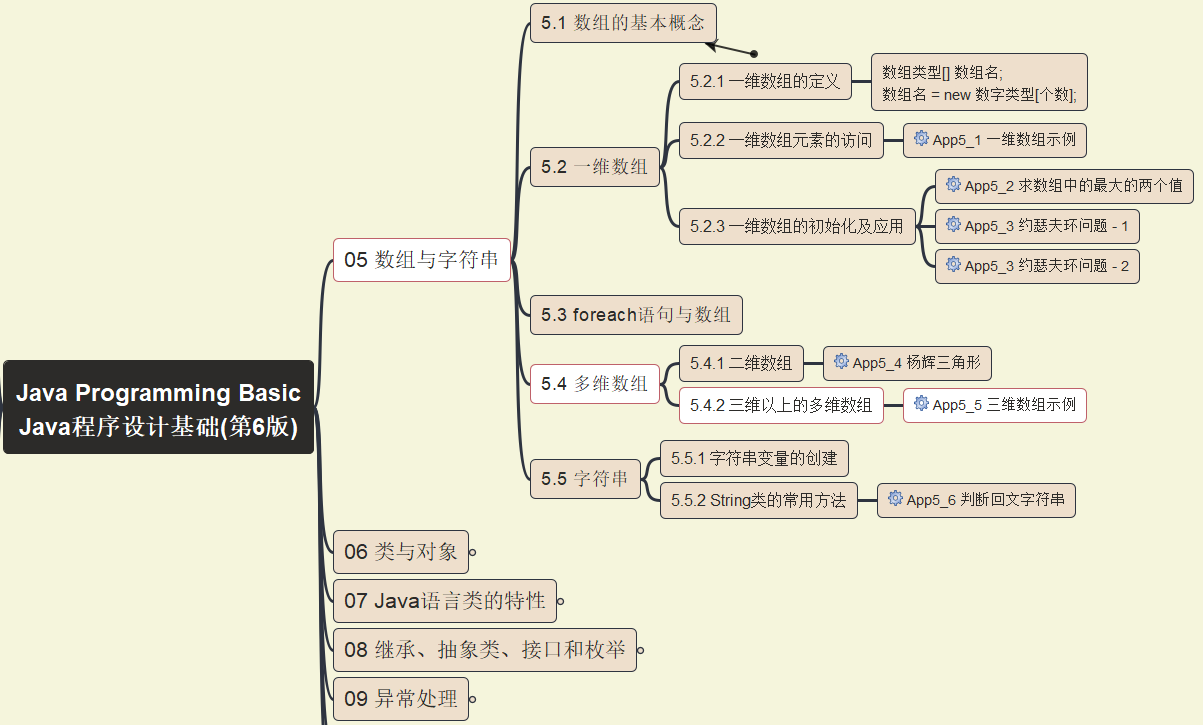 Java Programming Basic
Java程序设计基础(第6版)
05 数组与字符串
5.1 数组的基本概念
5.2 一维数组
5.2.1 一维数组的定义
数组类型[] 数组名;
数组名 = new 数字类型[个数];
5.2.2 一维数组元素的访问
App5_1 一维数组示例
5.2.3 一维数组的初始化及应用
App5_2 求数组中的最大的两个值
App5_3 约瑟夫环问题 - 1
App5_3 约瑟夫环问题 - 2
5.3 foreach语句与数组
5.4 多维数组
5.4.1 二维数组
App5_4 杨辉三角形
5.4.2 三维以上的多维数组
App5_5 三维数组示例
5.5 字符串
5.5.1 字符串变量的创建
5.5.2 String类的常用方法
App5_6 判断回文字符串
06 类与对象
07 Java语言类的特性
08 继承、抽象类、接口和枚举
09 异常处理